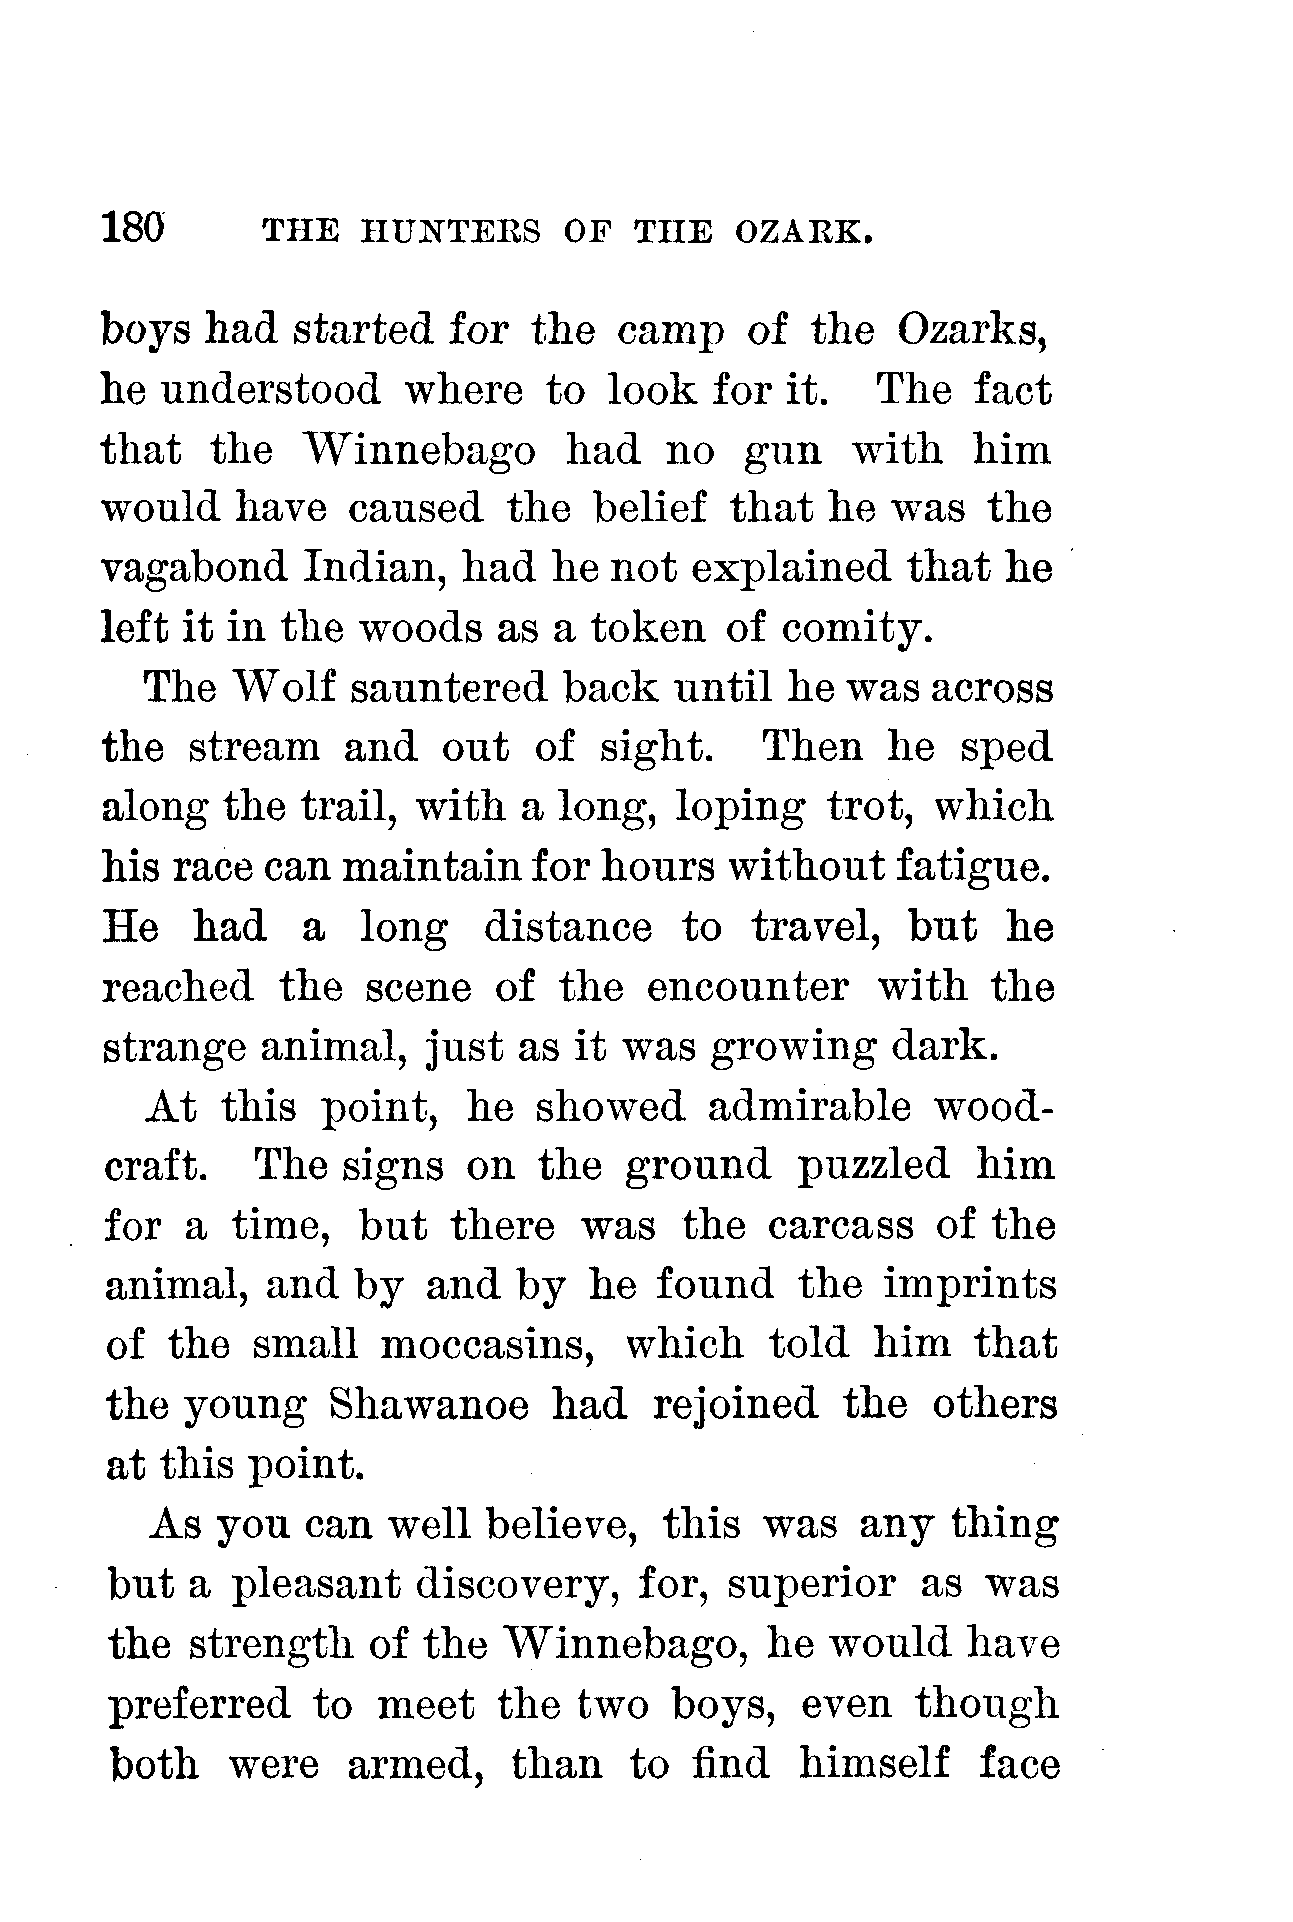 180 THE HUNTERS OF THE OZARK.
boys had started for the camp of the Ozarks,
he understood where to look for it. The fact
that the Winnebago had no gun with him
would have caused the belief that he was the
vagabond Indian, had he not explained that he
left it in the woods as a token of comity.
The Wolf sauntered back until he was across
the stream and out of sight. Then he sped
along the trail, with a long, loping trot, which
his race can maintain for hours without fatigue.
He had a long distance to travel, but he
reached the scene of the encounter with the
strange animal, just as it was growing dark.
At this point, he showed admirable wood-
craft. The signs on the ground puzzled him
for a time, but there was the carcass of the
animal, and by and by he found the imprints
of the small moccasins, which told him that
the young Shawanoe had rejoined the others
at this point.
As you can well believe, this was any thing
but a pleasant discovery, for, superior as was
the strength of the Winnebago, he would have
preferred to meet the two boys, even though
both were armed, than to find himself face